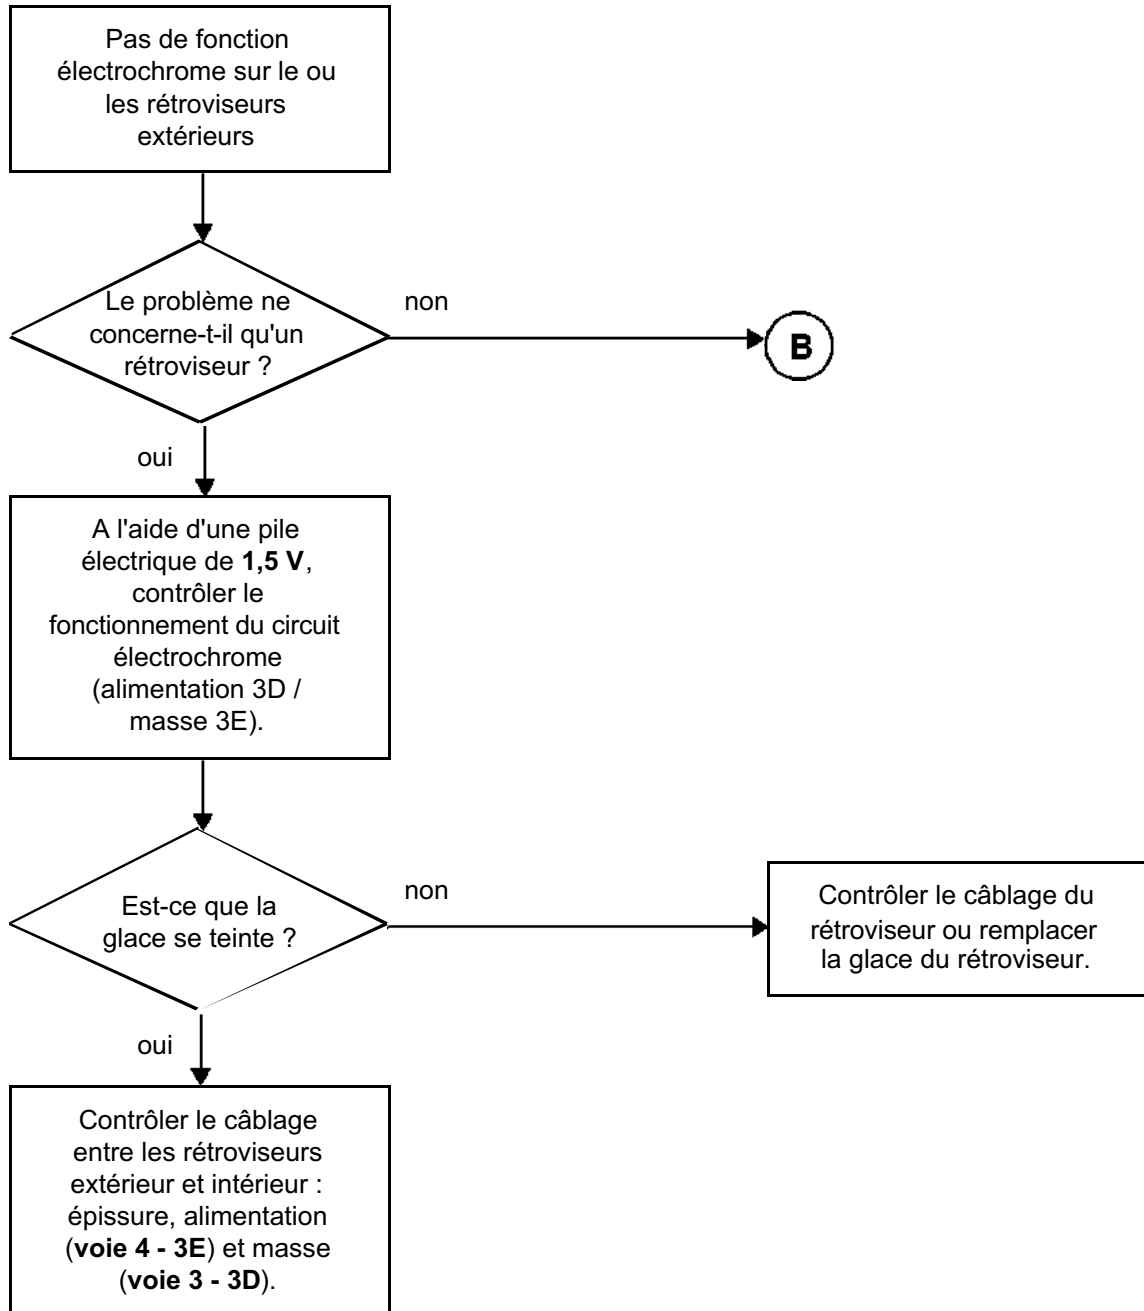 Pas de fonction
électrochrome sur le ou
les rétroviseurs
extérieurs
Le problème ne
concerne-t-il qu'un
rétroviseur ?
non
B
oui
A l'aide d'une pile
électrique de 1,5 V,
contrôler le
fonctionnement du circuit
électrochrome
(alimentation 3D /
masse 3E).
Est-ce que la
glace se teinte ?
non
Contrôler le câblage du
rétroviseur ou remplacer
la glace du rétroviseur.
oui
Contrôler le câblage
entre les rétroviseurs
extérieur et intérieur :
épissure, alimentation
(voie 4 - 3E) et masse
(voie 3 - 3D).